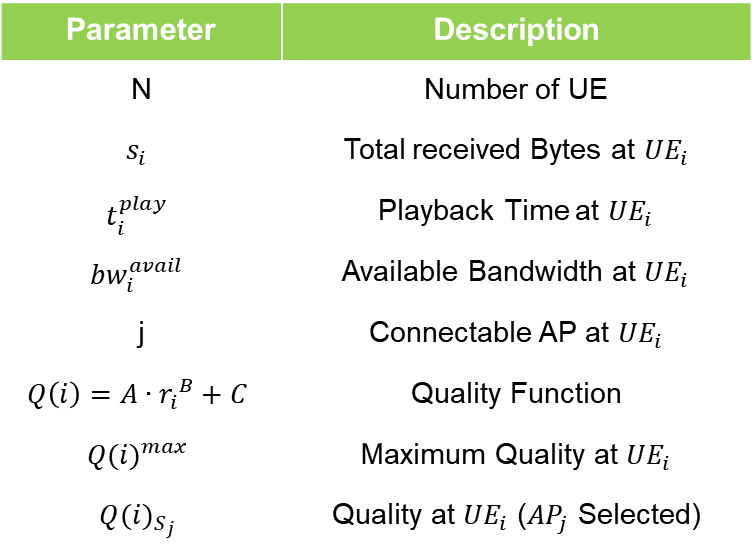 Parameter Description
N Number of UE
$s_i$ Total received Bytes at $UE_i$
$t_i^{play}$ Playback Time at $UE_i$
$bw_i^{avail}$ Available Bandwidth at $UE_i$
j Connectable AP at $UE_i$
$Q(i) = A \cdot r_i^B + C$ Quality Function
$Q(i)^{max}$ Maximum Quality at $UE_i$
$Q(i)_{S_j}$ Quality at $UE_i$ ($AP_j$ Selected)